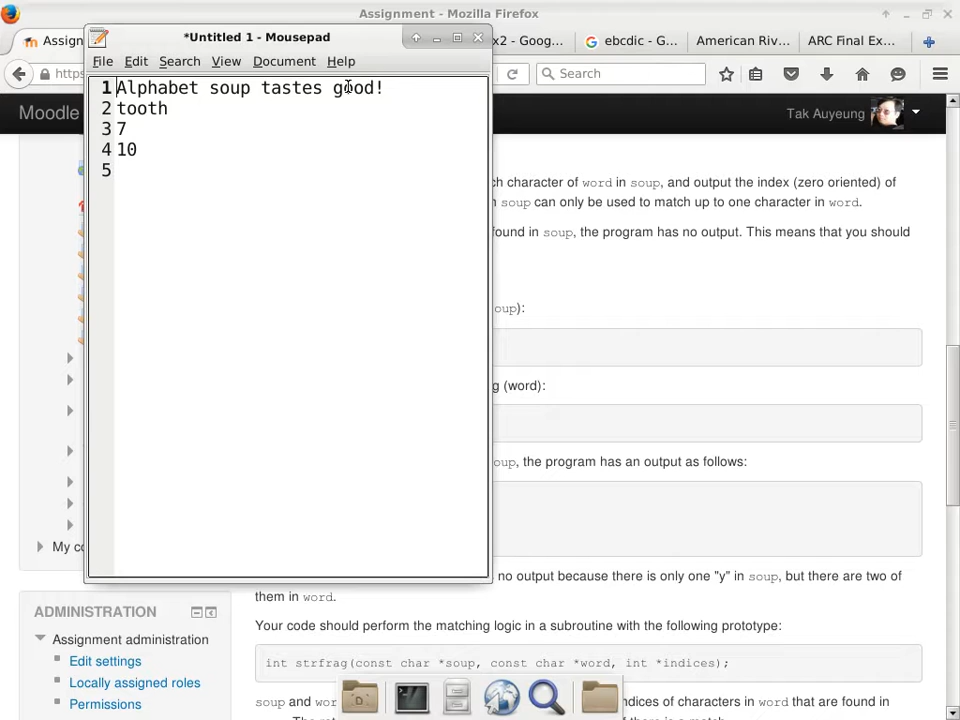 Assignment - Mozilla Firefox
Assign
x2 - Goog...
ebcdic - G...
American Riv...
ARC Final Ex...
https
Search
Moodle
Tak Auyeung
*Untitled 1 - Mousepad
File Edit Search View Document Help
1 Alphabet soup tastes good!
2 tooth
3 7
4 10
5
ch character of word in soup, and output the index (zero oriented) of
n soup can only be used to match up to one character in word.
found in soup, the program has no output. This means that you should
oup):
g (word):
oup, the program has an output as follows:
no output because there is only one "y" in soup, but there are two of
them in word.
Your code should perform the matching logic in a subroutine with the following prototype:
int strfrag(const char *soup, const char *word, int *indices);
soup and wor
ndices of characters in word that are found in
My co
ADMINISTRATION
Assignment administration
Edit settings
Locally assigned roles
Permissions